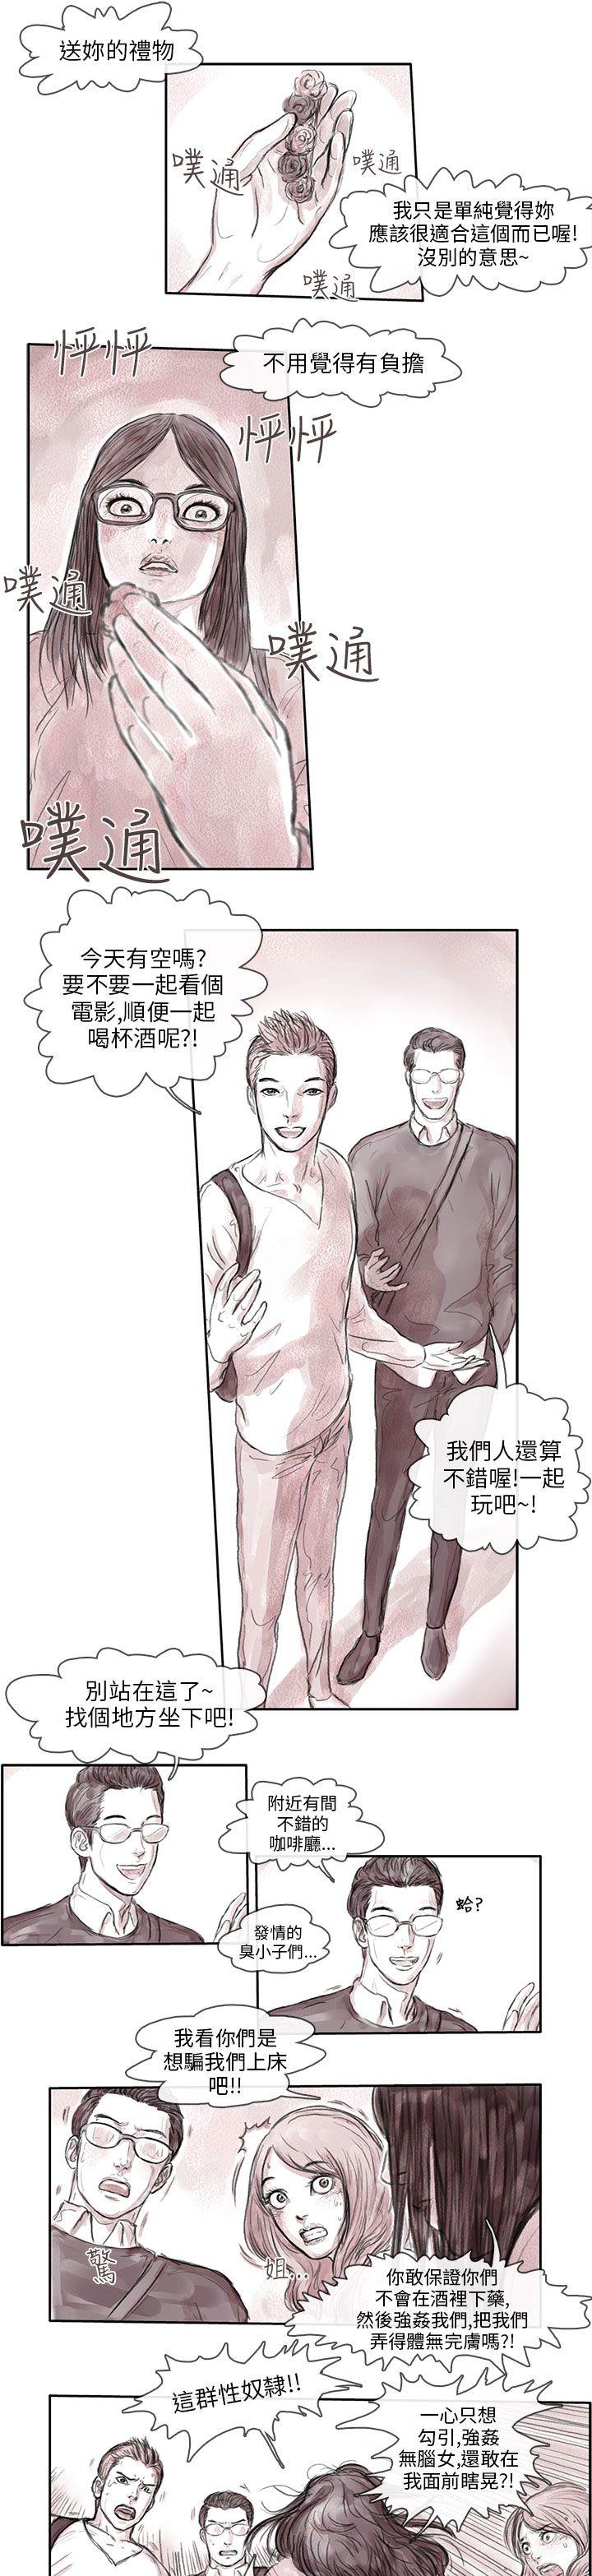 送妳的禮物
噗通
噗通
我只是單純覺得妳
應該很適合這個而已喔!
沒別的意思~
噗通
怦怦
不用覺得有負擔
怦怦
噗通
噗通
噗通
今天有空嗎?
要不要一起看個
電影,順便一起
喝杯酒呢?!
我們人還算
不錯喔!一起
玩吧~!
別站在這了~
找個地方坐下吧!
附近有間
不錯的
咖啡廳...
蛤?
發情的
臭小子們...
我看你們是
想騙我們上床
吧!!
驚
姐...
你敢保證你們
不會在酒裡下藥,
然後強姦我們,把我們
弄得體無完膚嗎?!
這群性奴隸!!
一心只想
勾引,強姦
無腦女,還敢在
我面前瞎晃?!